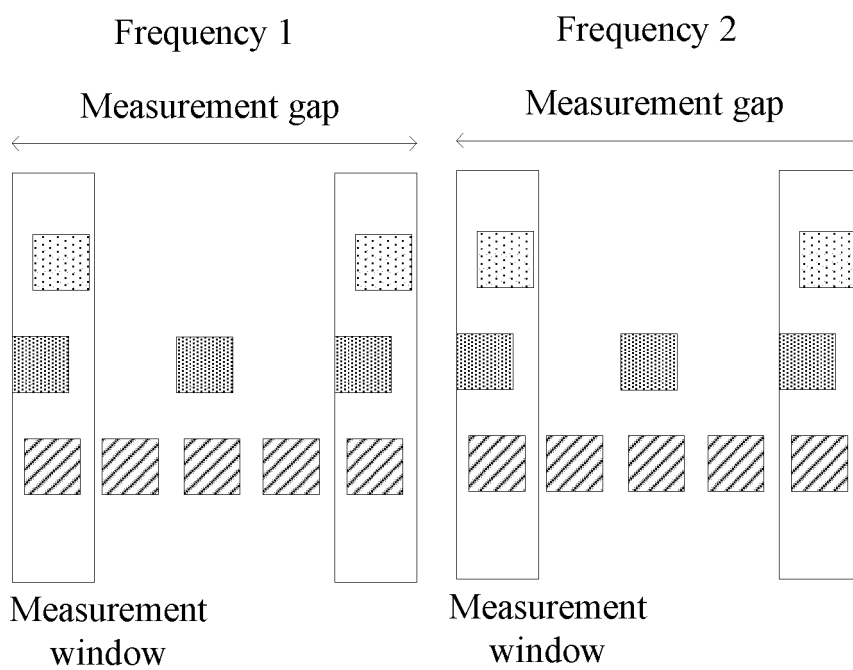 Frequency 1
Frequency 2
Measurement gap
Measurement gap
Measurement
window
Measurement
window